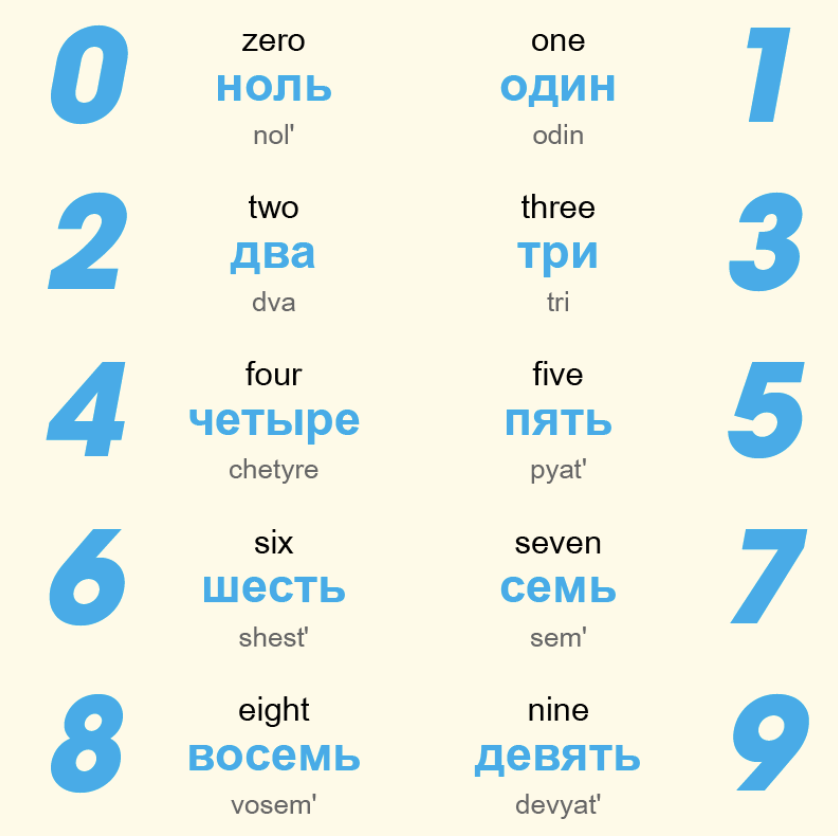 0
zero
ноль
nol'
one
один
odin
1
2
two
два
dva
three
три
tri
3
4
four
четыре
chetyre
five
пять
pyat'
5
6
six
шесть
shest'
seven
семь
sem'
7
8
eight
восемь
vosem'
nine
девять
devyat'
9